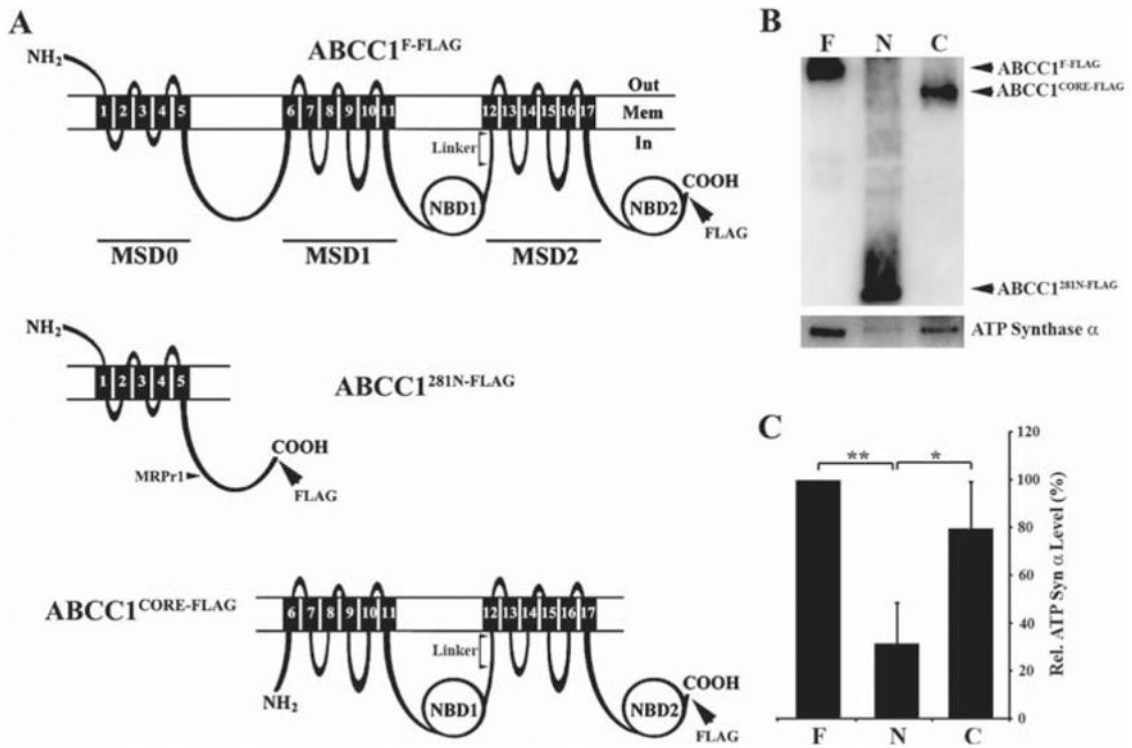 A
ABCC1F-FLAG
NH2
1 2 3 4 5
6 7 8 9 10 11
12 13 14 15 16 17
Out
Mem
In
Linker
NBD1
NBD2
COOH
FLAG
MSD0
MSD1
MSD2
NH2
1 2 3 4 5
ABCC1281N-FLAG
MRPr1
COOH
FLAG
ABCC1CORE-FLAG
6 7 8 9 10 11
12 13 14 15 16 17
Linker
NH2
NBD1
NBD2
COOH
FLAG
B
F N C
ABCC1F-FLAG
ABCC1CORE-FLAG
ABCC1281N-FLAG
ATP Synthase α
C
** *
120
100
80
60
40
20
0
Rel. ATP Syn α Level (%)
F N C